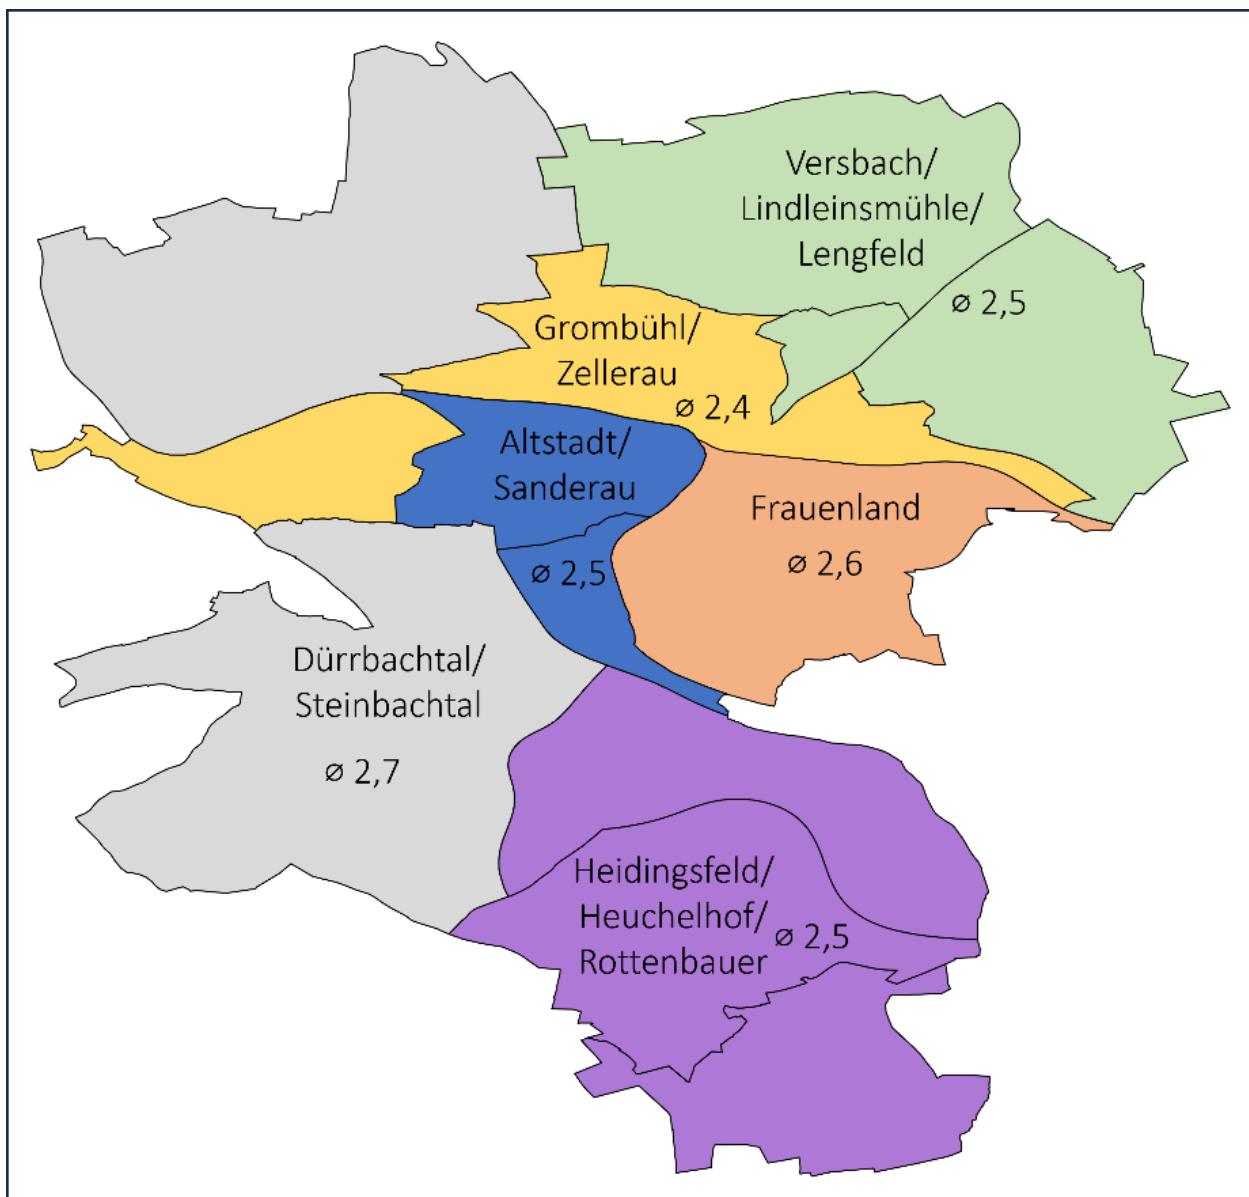 Versbach/
Lindleinsmühle/
Lengfeld
⌀ 2,5
Grombühl/
Zellerau
⌀ 2,4
Altstadt/
Sanderau
⌀ 2,5
Frauenland
⌀ 2,6
Dürrbachtal/
Steinbachtal
⌀ 2,7
Heidingsfeld/
Heuchelhof/
Rottenbauer
⌀ 2,5